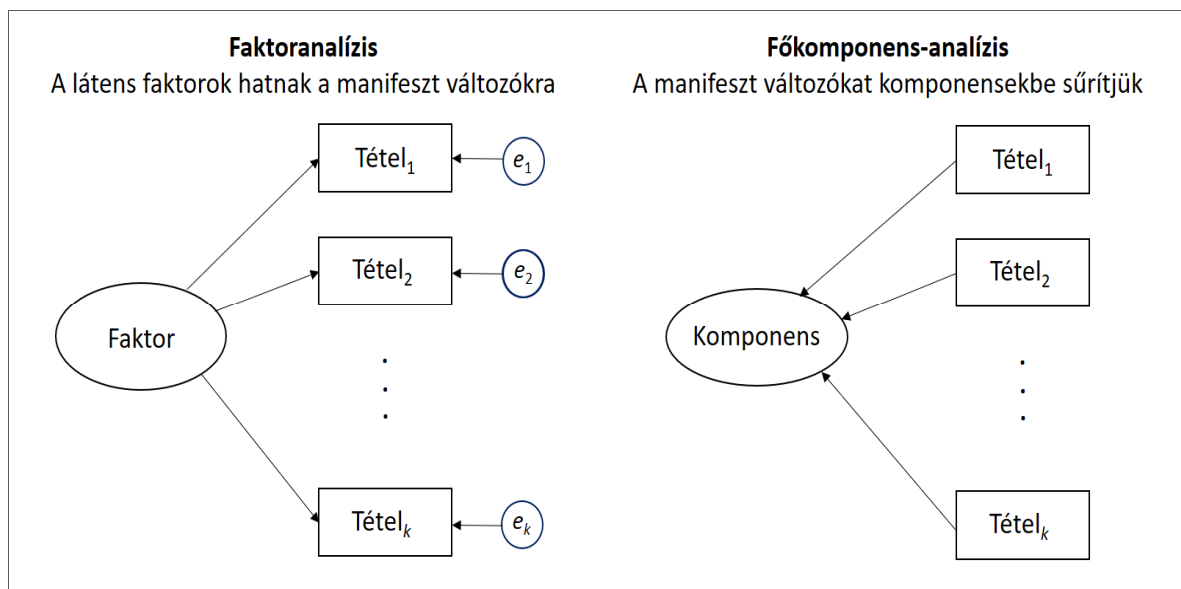 Faktoranalízis
A látens faktorok hatnak a manifeszt változókra
Tétel1
e1
Tétel2
e2
Faktor
.
.
.
Tételk
ek
Főkomponens-analízis
A manifeszt változókat komponensekbe sűrítjük
Tétel1
Tétel2
Komponens
.
.
.
Tételk